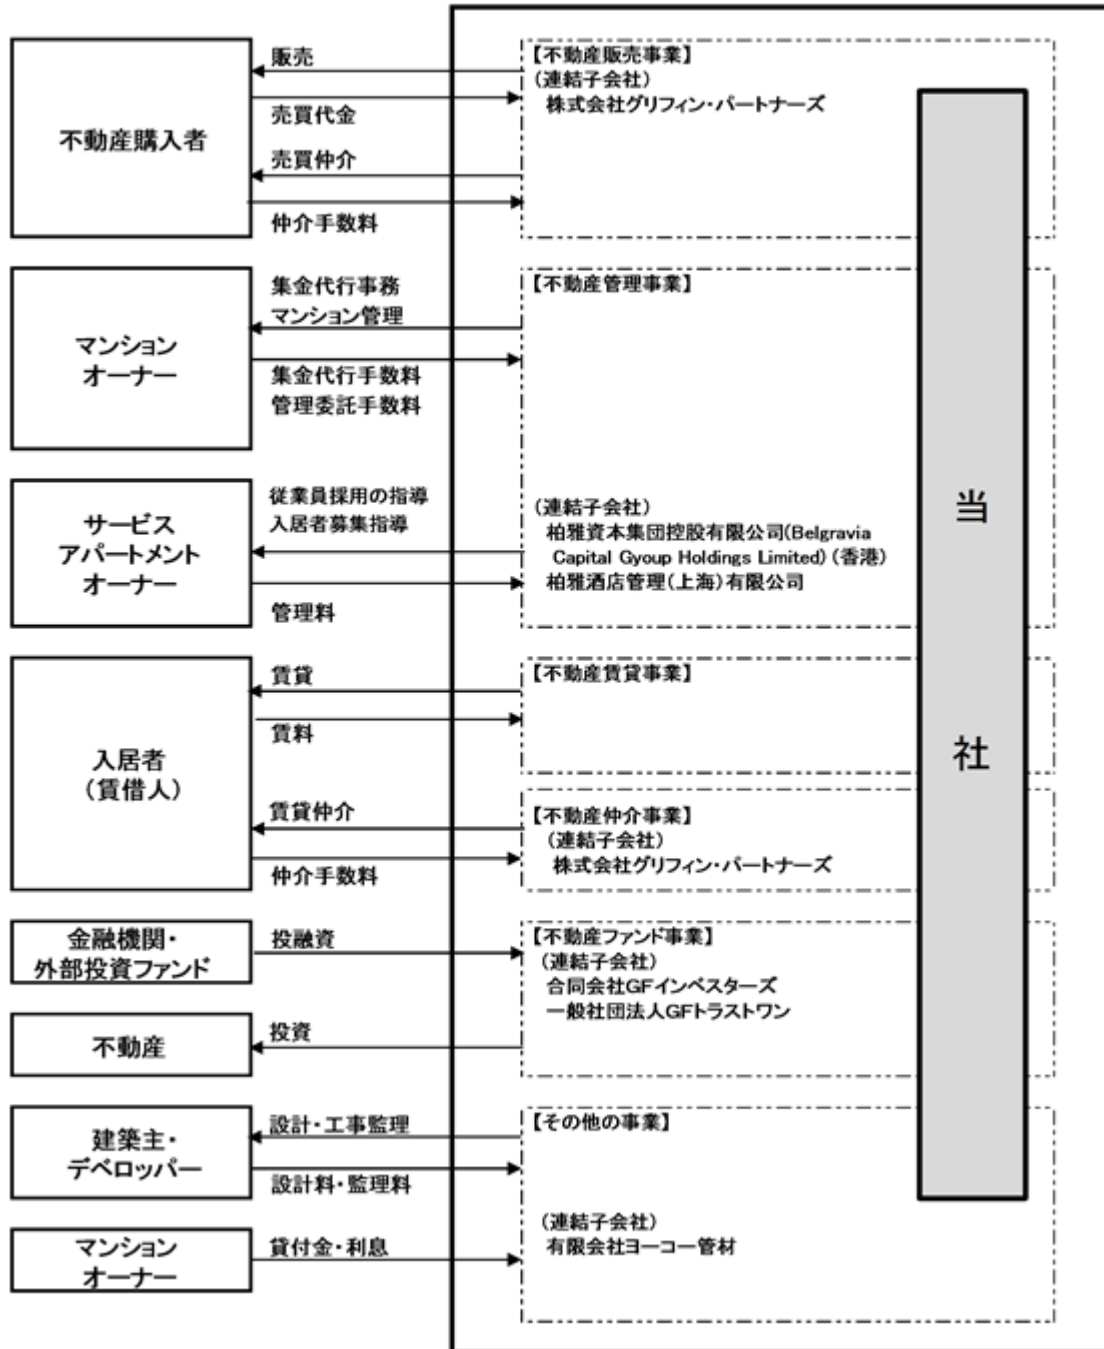 不動産購入者
販売
売買代金
売買仲介
仲介手数料
【不動産販売事業】
(連結子会社)
株式会社グリフィン・パートナーズ
マンション
オーナー
集金代行事務
マンション管理
集金代行手数料
管理委託手数料
【不動産管理事業】
サービス
アパートメント
オーナー
従業員採用の指導
入居者募集指導
管理料
(連結子会社)
柏雅資本集団控股有限公司(Belgravia
Capital Gyoup Holdings Limited) (香港)
柏雅酒店管理(上海)有限公司
入居者
(賃借人)
賃貸
賃料
【不動産賃貸事業】
賃貸仲介
仲介手数料
【不動産仲介事業】
(連結子会社)
株式会社グリフィン・パートナーズ
金融機関・
外部投資ファンド
投融資
【不動産ファンド事業】
(連結子会社)
合同会社GFインベスターズ
一般社団法人GFトラストワン
不動産
投資
建築主・
デベロッパー
設計・工事監理
設計料・監理料
【その他の事業】
マンション
オーナー
貸付金・利息
(連結子会社)
有限会社ヨーコー管材
当
社